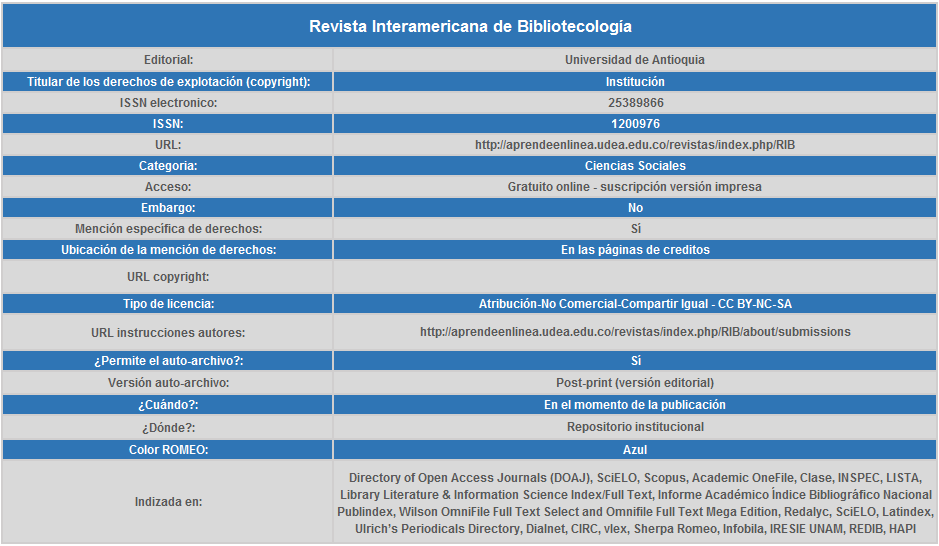 Revista Interamericana de Bibliotecología
Editorial: Universidad de Antioquia
Titular de los derechos de explotación (copyright): Institución
ISSN electronico: 25389866
ISSN: 1200976
URL: http://aprendeenlinea.udea.edu.co/revistas/index.php/RIB
Categoria: Ciencias Sociales
Acceso: Gratuito online - suscripción versión impresa
Embargo: No
Mención específica de derechos: Sí
Ubicación de la mención de derechos: En las páginas de creditos
URL copyright:
Tipo de licencia: Atribución-No Comercial-Compartir Igual - CC BY-NC-SA
URL instrucciones autores: http://aprendeenlinea.udea.edu.co/revistas/index.php/RIB/about/submissions
¿Permite el auto-archivo?: Sí
Versión auto-archivo: Post-print (versión editorial)
¿Cuándo?: En el momento de la publicación
¿Dónde?: Repositorio institucional
Color ROMEO: Azul
Indizada en:
Directory of Open Access Journals (DOAJ), SciELO, Scopus, Academic OneFile, Clase, INSPEC, LISTA,
Library Literature & Information Science Index/Full Text, Informe Académico Índice Bibliográfico Nacional
Publindex, Wilson OmniFile Full Text Select and Omnifile Full Text Mega Edition, Redalyc, SciELO, Latindex,
Ulrich's Periodicals Directory, Dialnet, CIRC, vlex, Sherpa Romeo, Infobila, IRESIE UNAM, REDIB, HAPI